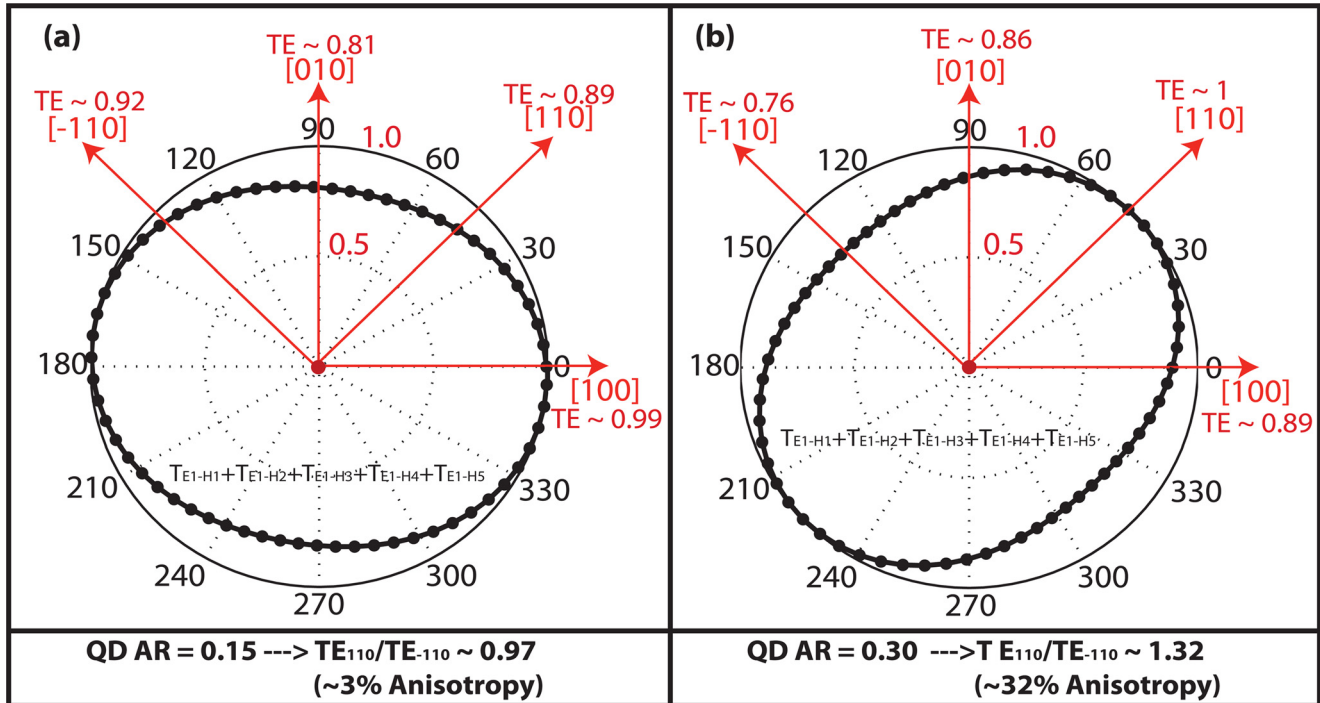 (a)
TE ~ 0.81
[010]
TE ~ 0.92
[-110]
TE ~ 0.89
[110]
90
1.0
120
60
0.5
150
30
180
0
[100]
TE ~ 0.99
TE1-H1+TE1-H2+TE1-H3+TE1-H4+TE1-H5
210
330
240
300
270
QD AR = 0.15 ---> TE110/TE-110 ~ 0.97
(~3% Anisotropy)
(b)
TE ~ 0.86
[010]
TE ~ 0.76
[-110]
TE ~ 1
[110]
90
1.0
120
60
0.5
150
30
180
0
[100]
TE ~ 0.89
TE1-H1+TE1-H2+TE1-H3+TE1-H4+TE1-H5
210
330
240
300
270
QD AR = 0.30 --->T E110/TE-110 ~ 1.32
(~32% Anisotropy)